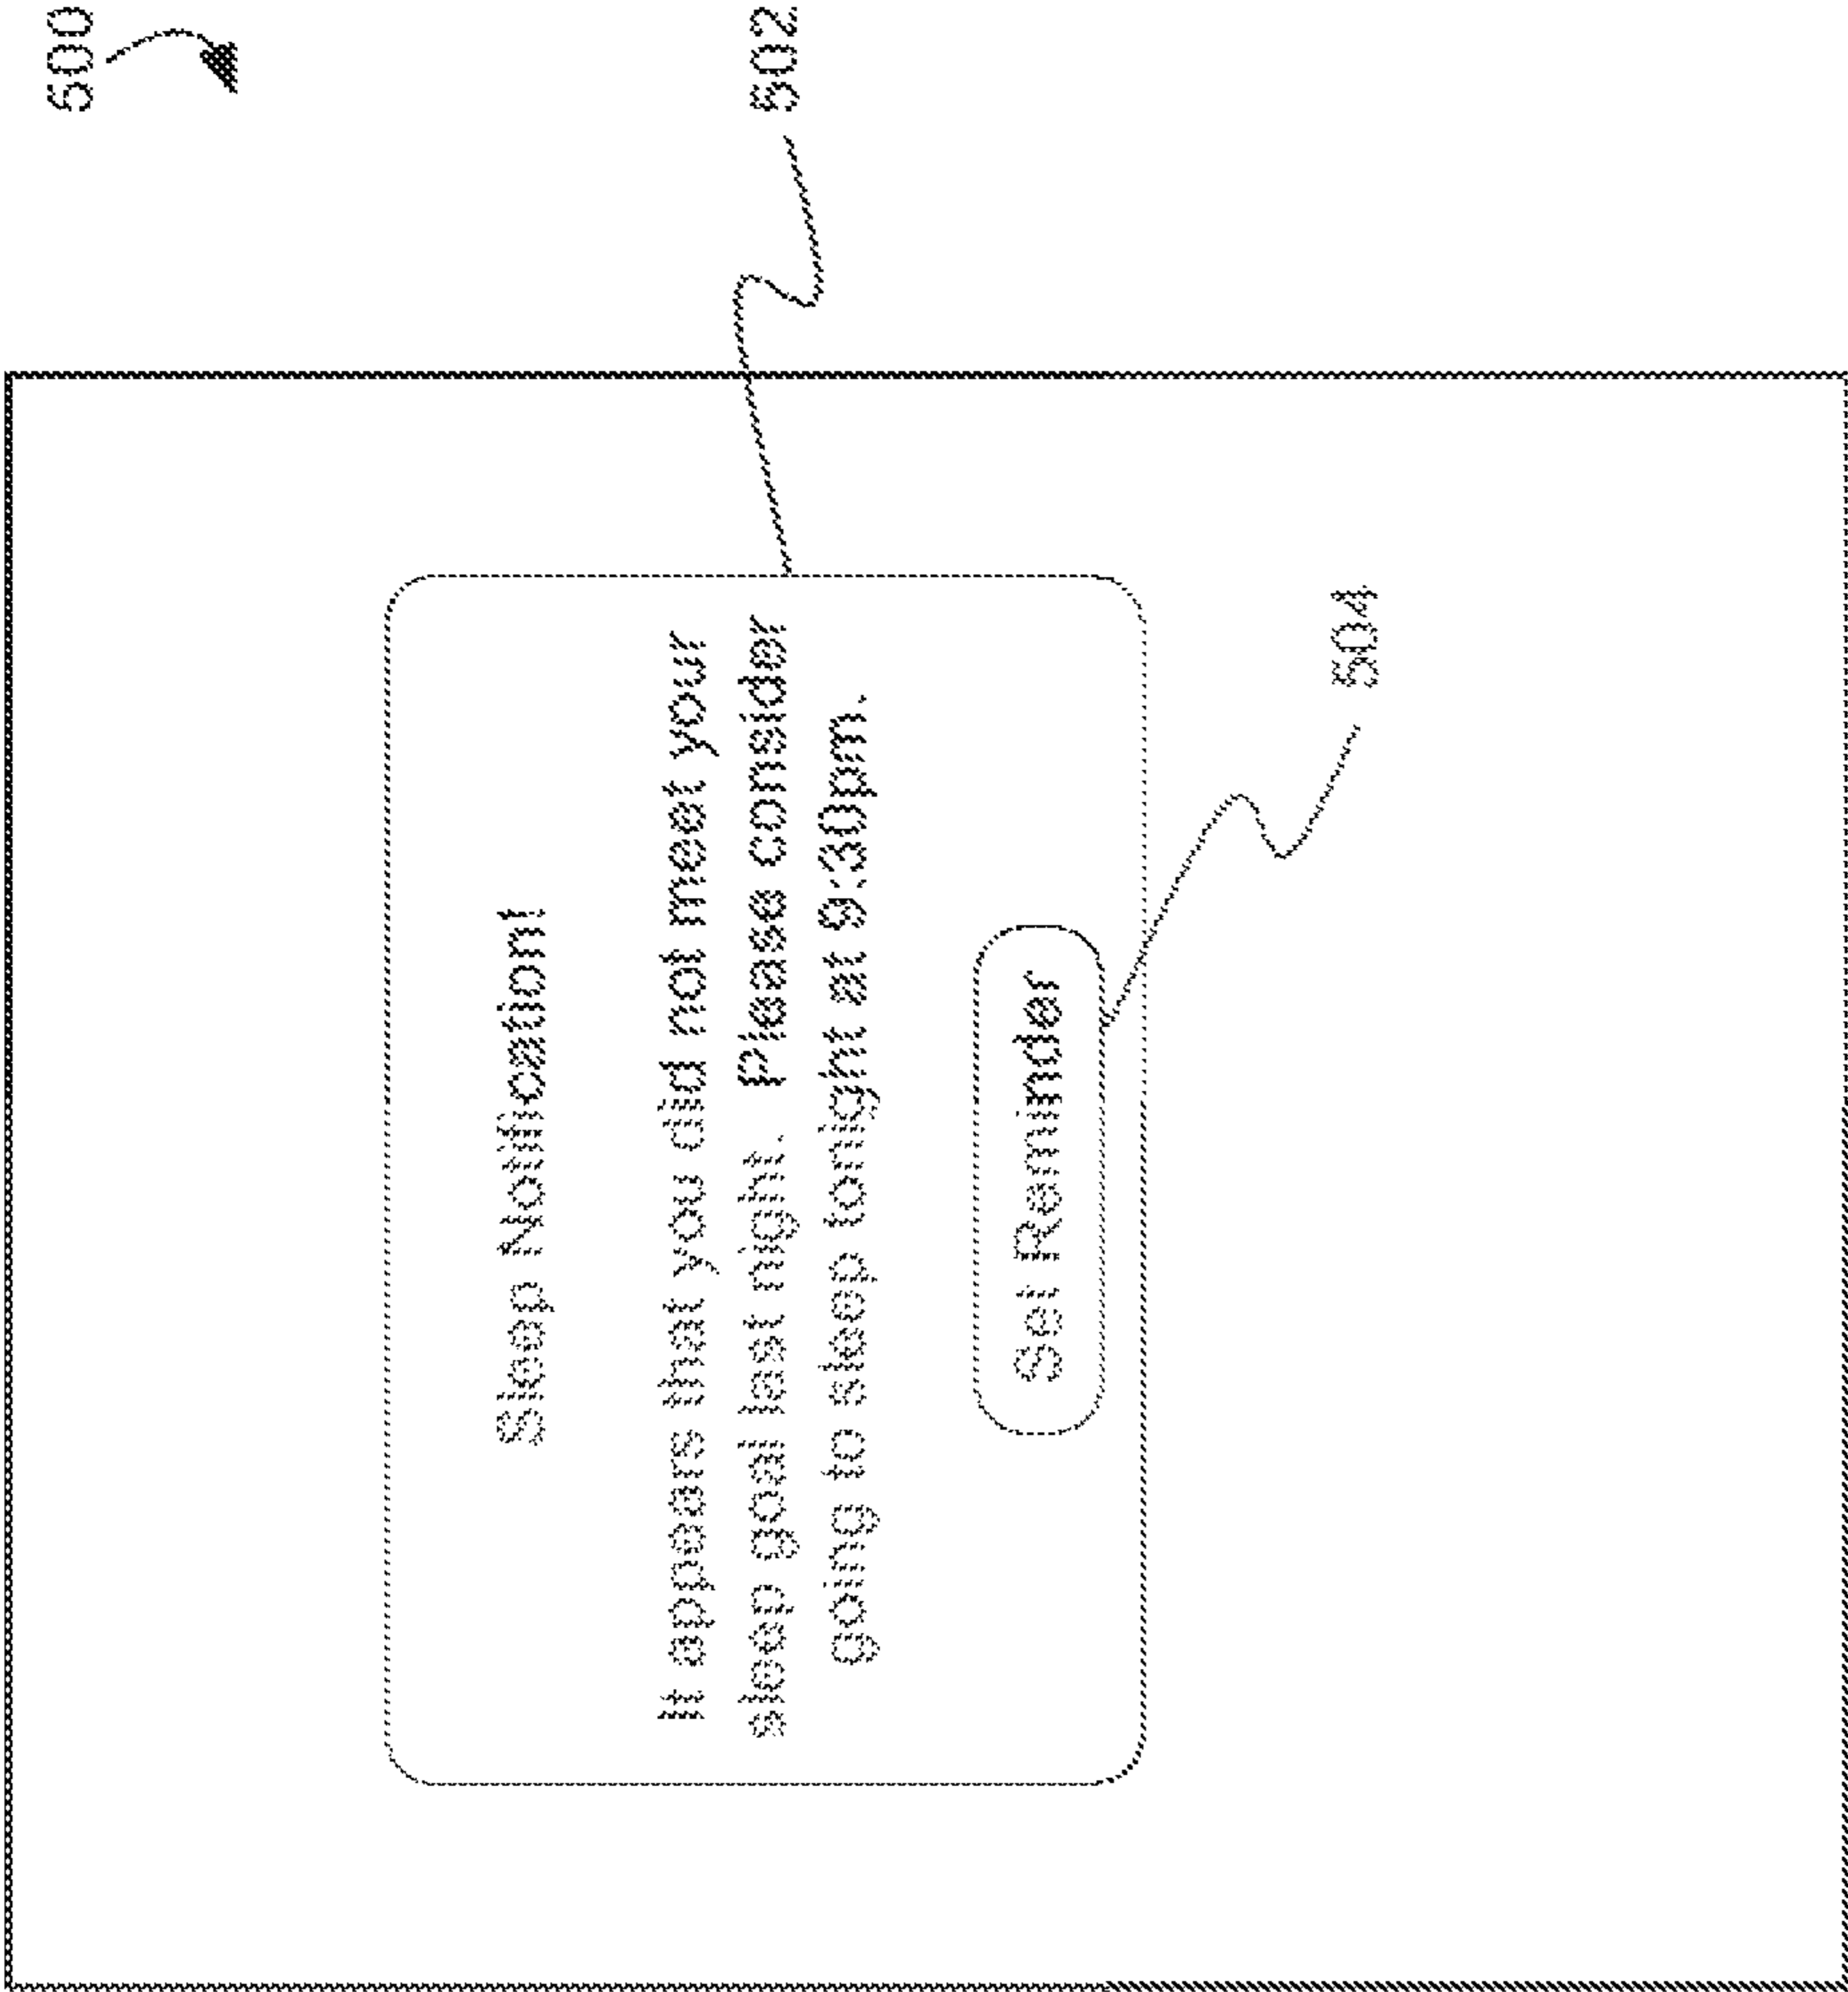 500
502
Sleep Notification!
It appears that you did not meet your
sleep goal last night. Please consider
going to sleep tonight at 9:30pm.
Set Reminder
504